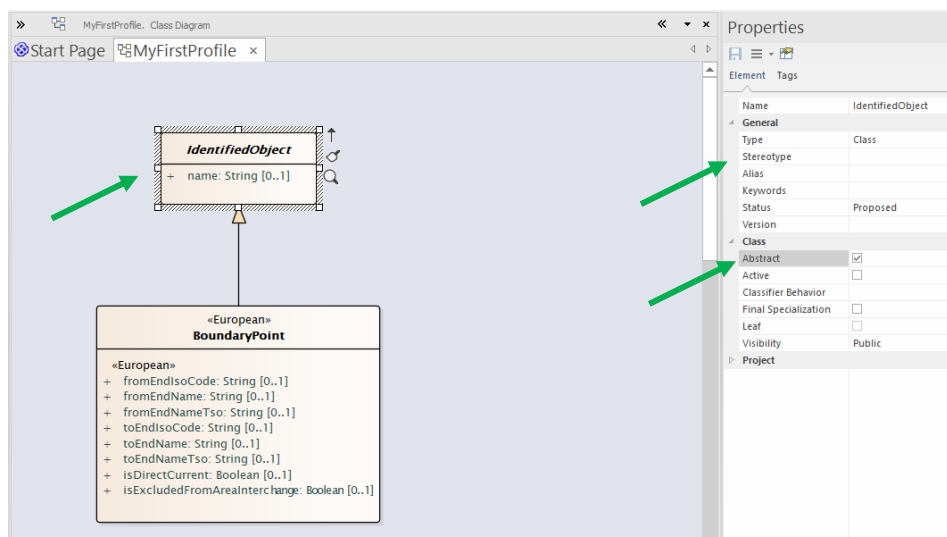 MyFirstProfile. Class Diagram
Start Page
MyFirstProfile ×
IdentifiedObject
+ name: String [0..1]
«European»
BoundaryPoint
«European»
+ fromEndIsoCode: String [0..1]
+ fromEndName: String [0..1]
+ fromEndNameTso: String [0..1]
+ toEndIsoCode: String [0..1]
+ toEndName: String [0..1]
+ toEndNameTso: String [0..1]
+ isDirectCurrent: Boolean [0..1]
+ isExcludedFromAreaInterchange: Boolean [0..1]
Properties
Element Tags
Name IdentifiedObject
General
Type Class
Stereotype
Alias
Keywords
Status Proposed
Version
Class
Abstract
Active
Classifier Behavior
Final Specialization
Leaf
Visibility Public
Project